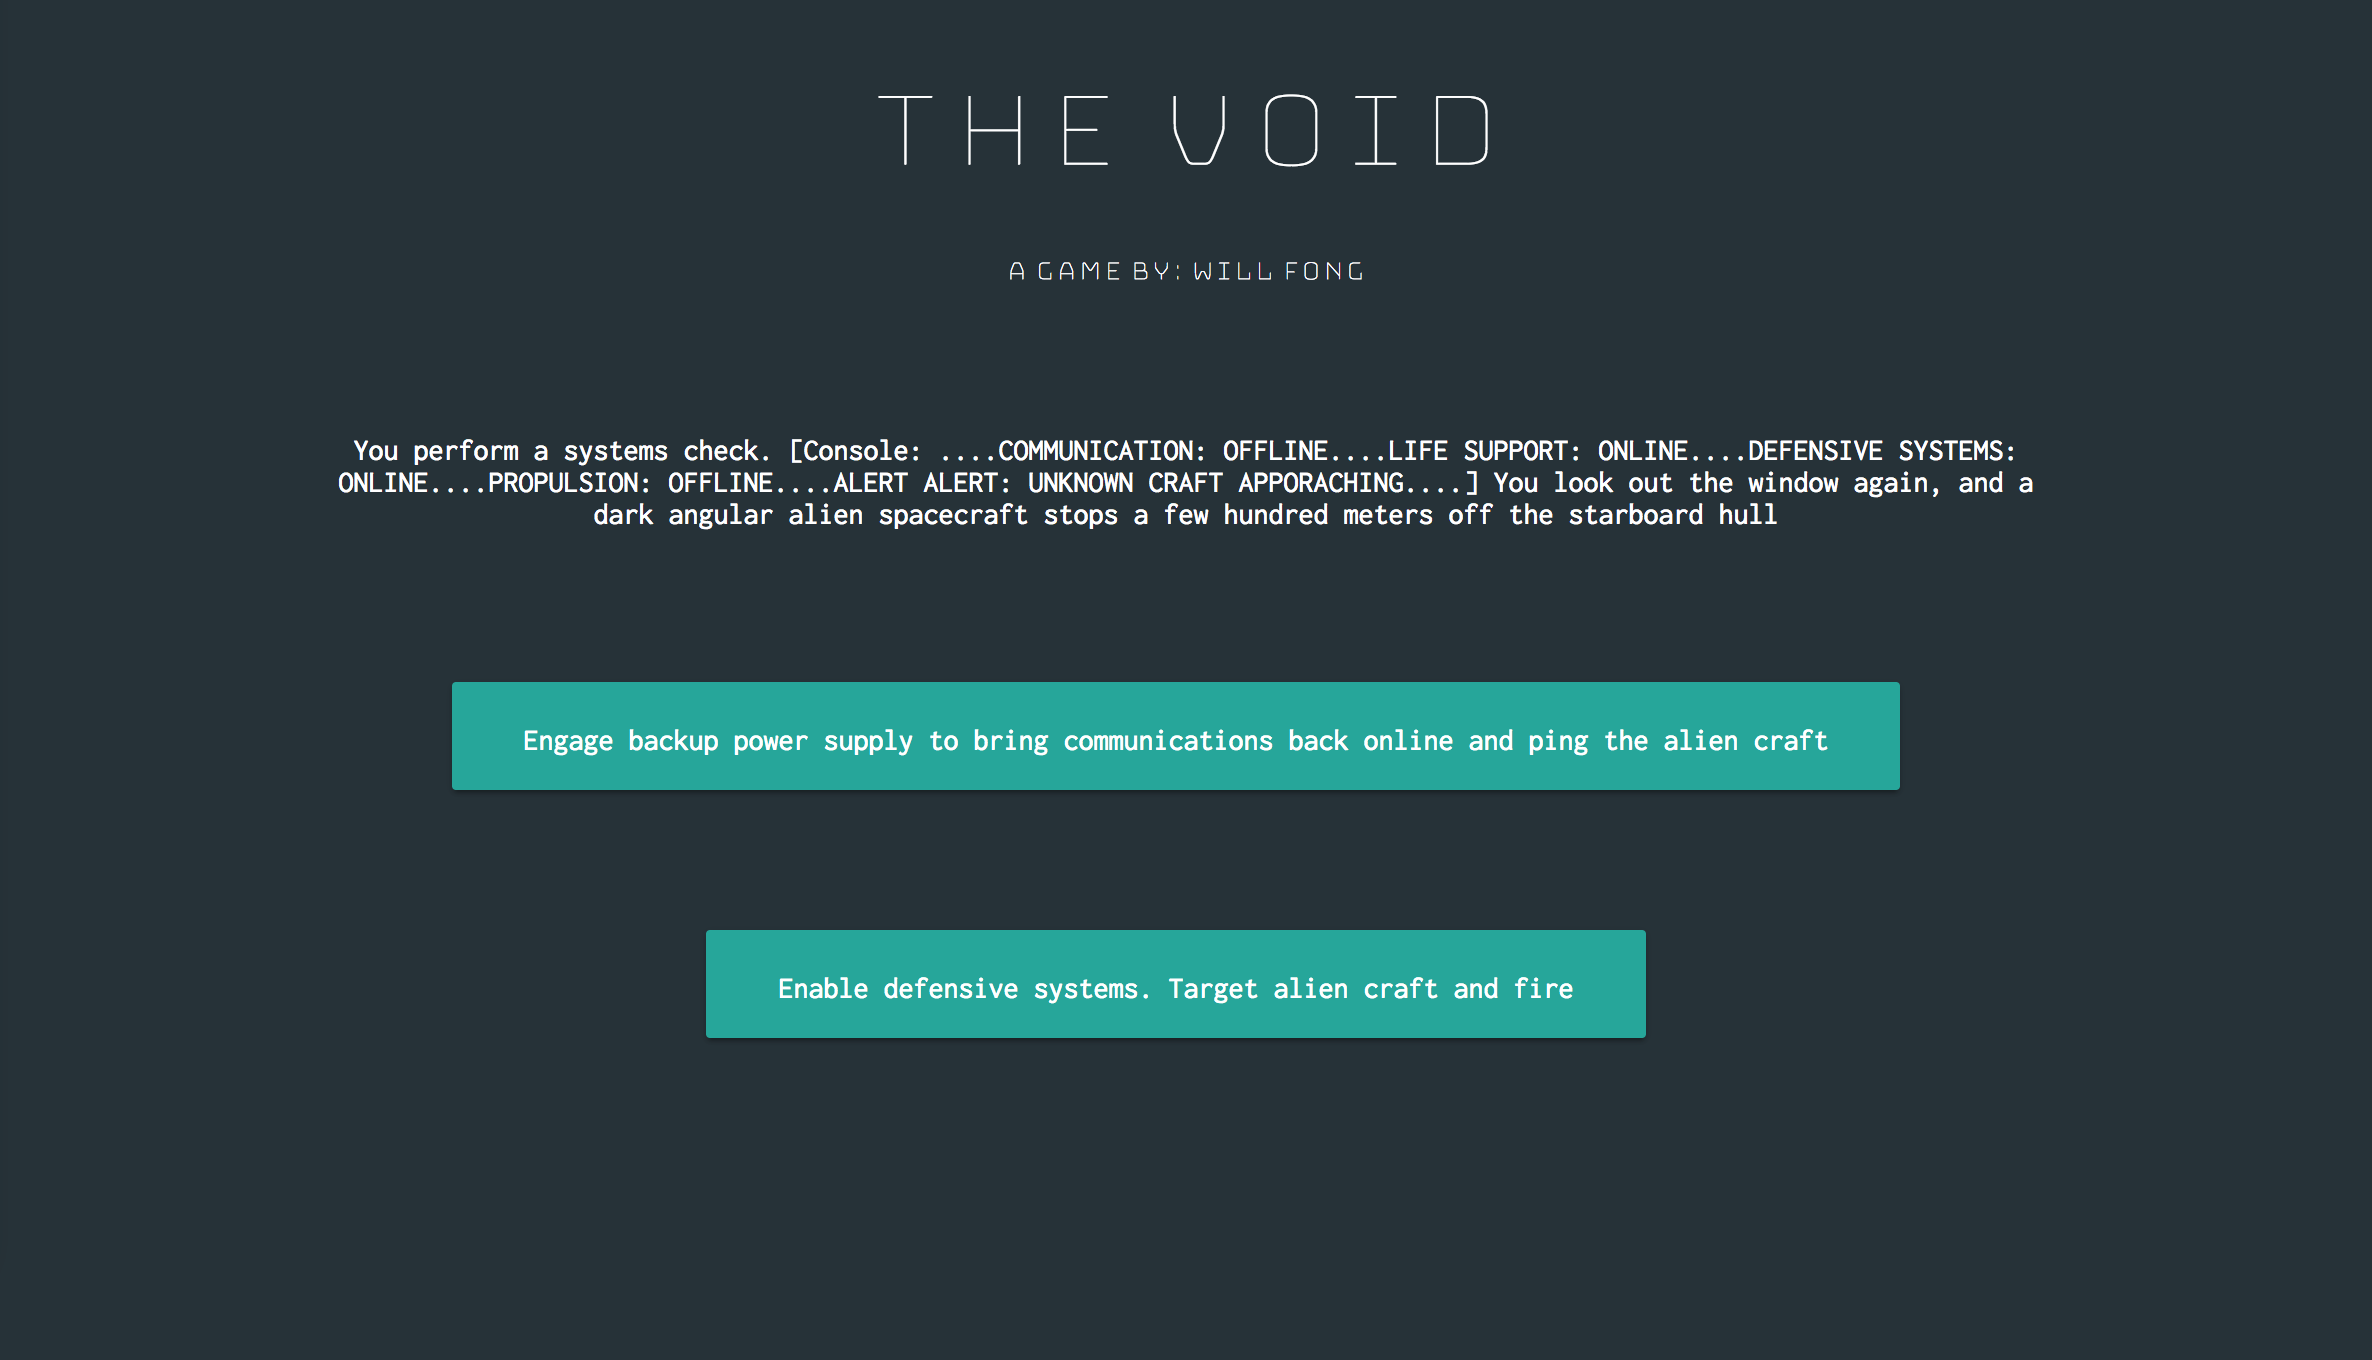 THE VOID
A GAME BY: WILL FONG
You perform a systems check. [Console: ....COMMUNICATION: OFFLINE....LIFE SUPPORT: ONLINE....DEFENSIVE SYSTEMS:
ONLINE....PROPULSION: OFFLINE....ALERT ALERT: UNKNOWN CRAFT APPORACHING....] You look out the window again, and a
dark angular alien spacecraft stops a few hundred meters off the starboard hull
Engage backup power supply to bring communications back online and ping the alien craft
Enable defensive systems. Target alien craft and fire